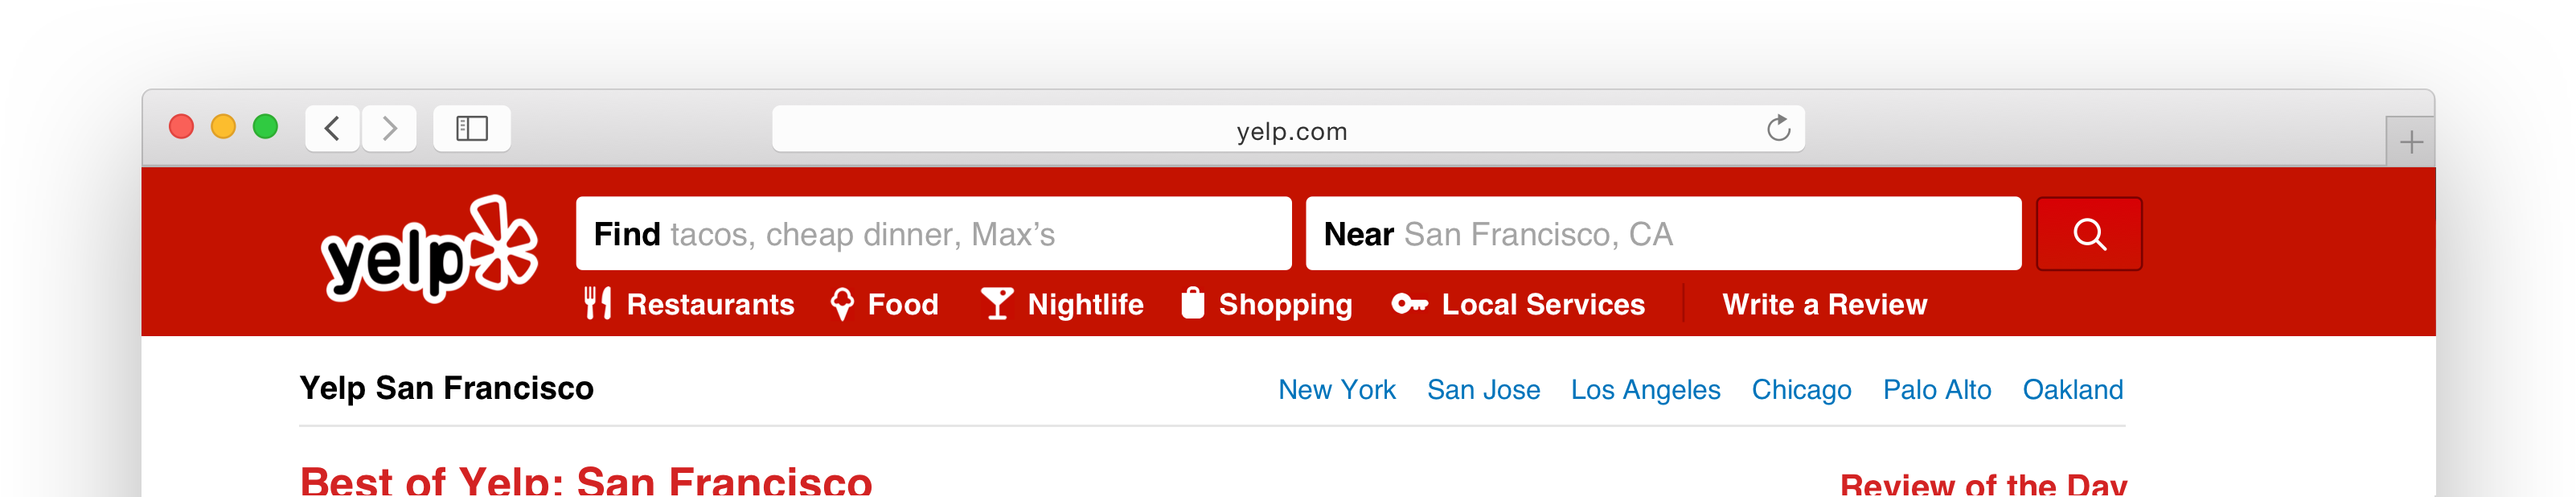 yelp.com
yelp
Find tacos, cheap dinner, Max’s
Near San Francisco, CA
Restaurants Food Nightlife Shopping Local Services Write a Review
Yelp San Francisco
New York San Jose Los Angeles Chicago Palo Alto Oakland
Best of Yelp: San Francisco
Review of the Day